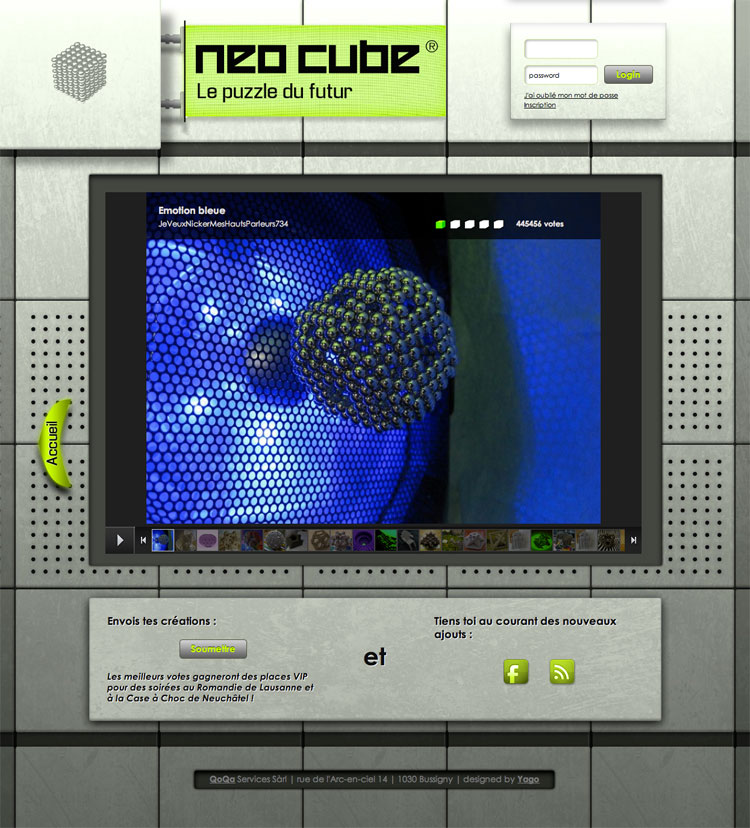 neo cube®
Le puzzle du futur
password
Login
J'ai oublié mon mot de passe
Inscription
Emotion bleue
JeVeuxNickerMesHautsParleurs734
445456 votes
Accueil
Envois tes créations :
Soumettre
Les meilleurs votes gagneront des places VIP
pour des soirées au Romandie de Lausanne et
à la Case à Choc de Neuchâtel !
et
Tiens toi au courant des nouveaux
ajouts :
QoQa Services Sàrl | rue de l'Arc-en-ciel 14 | 1030 Bussigny | designed by Yago